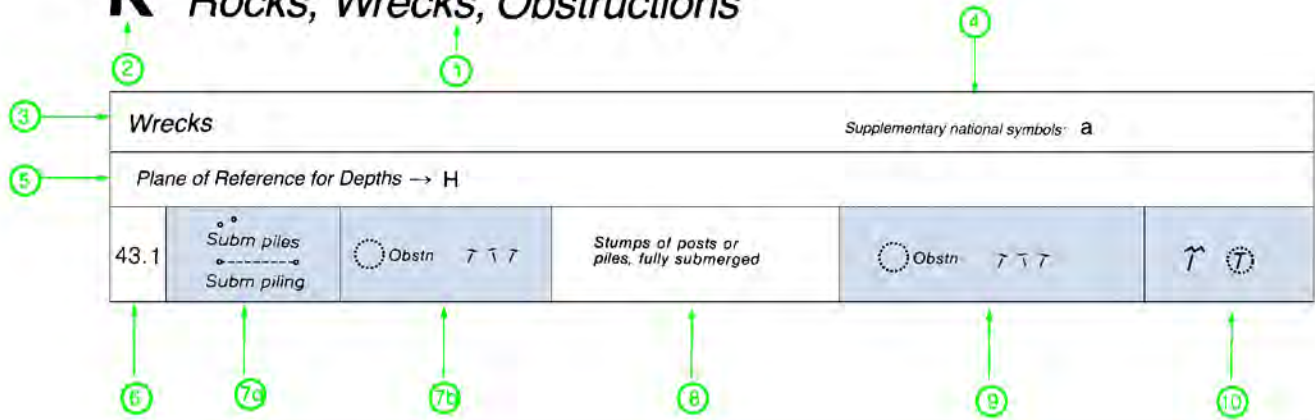 K Rocks, Wrecks, Obstructions
2 1 4
3 Wrecks Supplementary national symbols: a
5 Plane of Reference for Depths → H
43.1
Subm piles
Subm piling
Obstn
Stumps of posts or
piles, fully submerged
Obstn
6 7a 7b 8 9 10